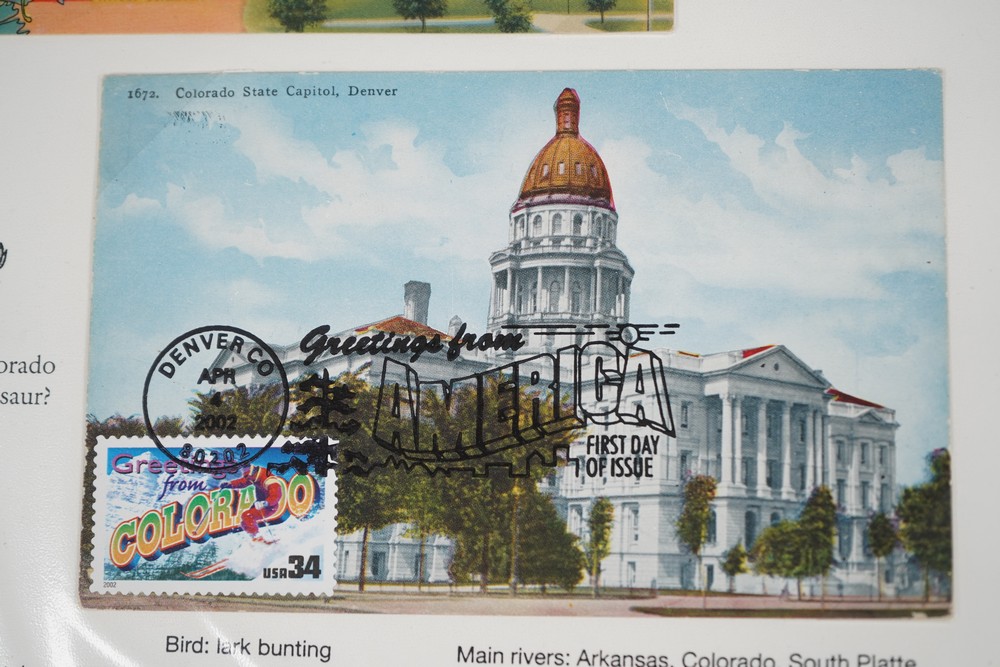 1672. Colorado State Capitol, Denver
DENVER CO
APR
4
2002
80202
Greetings from
AMERICA
FIRST DAY
OF ISSUE
orado
saur?
Greetings
from
COLORADO
USA34
2002
Bird: lark bunting
Main rivers: Arkansas, Colorado, South Platte